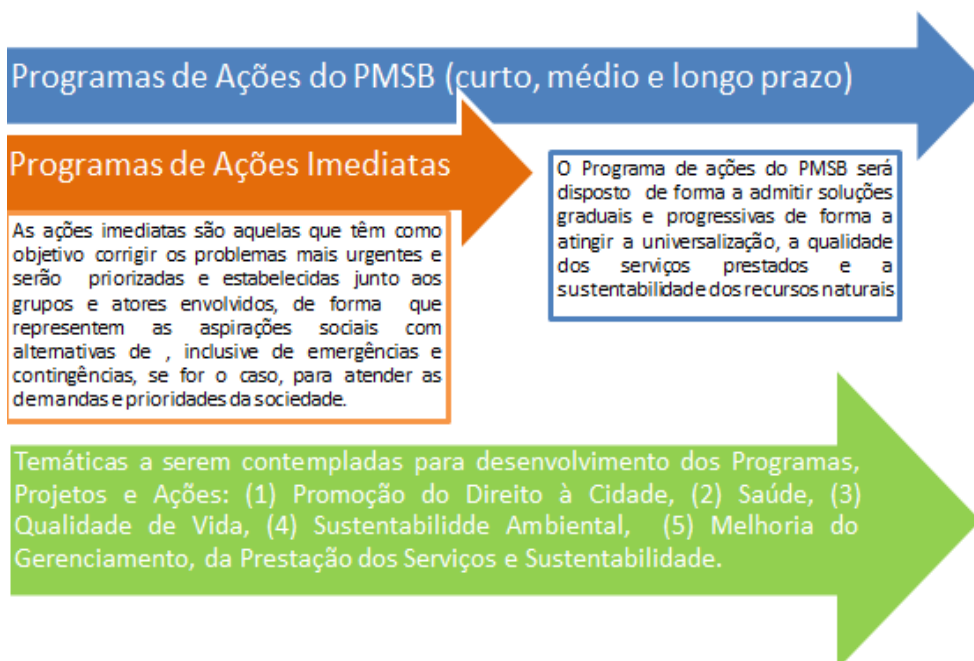 Programas de Ações do PMSB (curto, médio e longo prazo)
Programas de Ações Imediatas
As ações imediatas são aquelas que têm como
objetivo corrigir os problemas mais urgentes e
serão priorizadas e estabelecidas junto aos
grupos e atores envolvidos, de forma que
representem as aspirações sociais com
alternativas de , inclusive de emergências e
contingências, se for o caso, para atender as
demandas e prioridades da sociedade.
O Programa de ações do PMSB será
disposto de forma a admitir soluções
graduais e progressivas de forma a
atingir a universalização, a qualidade
dos serviços prestados e a
sustentabilidade dos recursos naturais
Temáticas a serem contempladas para desenvolvimento dos Programas,
Projetos e Ações: (1) Promoção do Direito à Cidade, (2) Saúde, (3)
Qualidade de Vida, (4) Sustentabilidde Ambiental, (5) Melhoria do
Gerenciamento, da Prestação dos Serviços e Sustentabilidade.